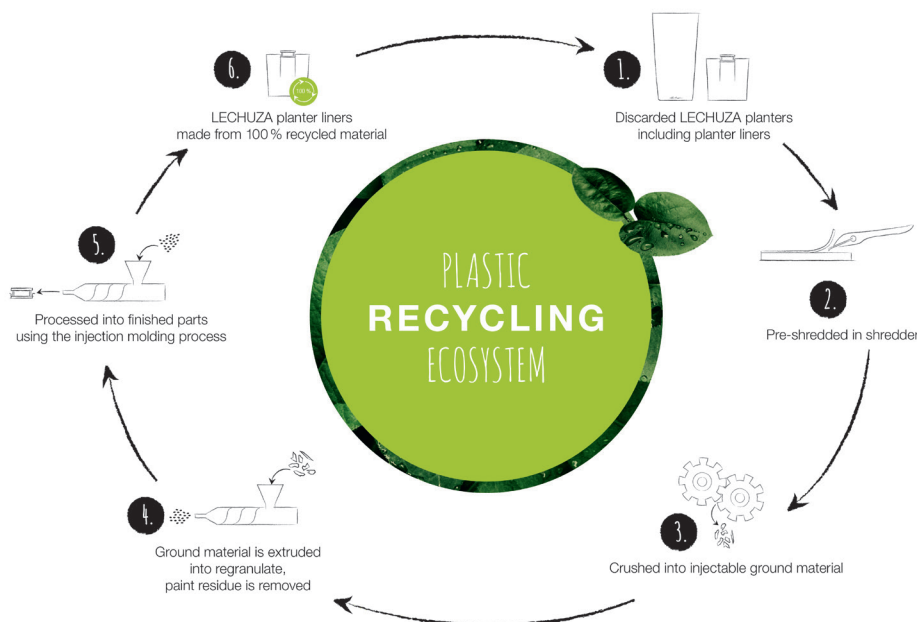 PLASTIC
RECYCLING
ECOSYSTEM
1.
Discarded LECHUZA planters
including planter liners
2.
Pre-shredded in shredder
3.
Crushed into injectable ground material
4.
Ground material is extruded
into regranulate,
paint residue is removed
5.
Processed into finished parts
using the injection molding process
6.
100 %
LECHUZA planter liners
made from 100 % recycled material